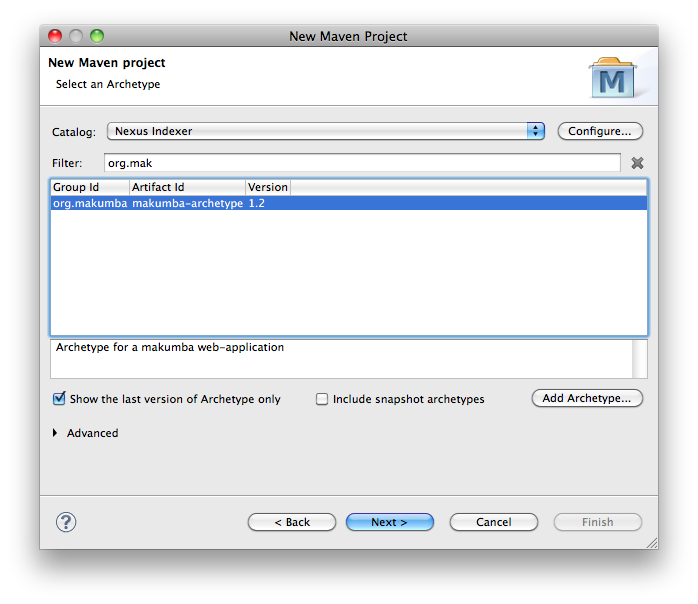 New Maven Project
New Maven project
Select an Archetype
M
Catalog: Nexus Indexer Configure...
Filter: org.mak
Group Id Artifact Id Version
org.makumba makumba-archetype 1.2
Archetype for a makumba web-application
Show the last version of Archetype only Include snapshot archetypes Add Archetype...
Advanced
? < Back Next > Cancel Finish